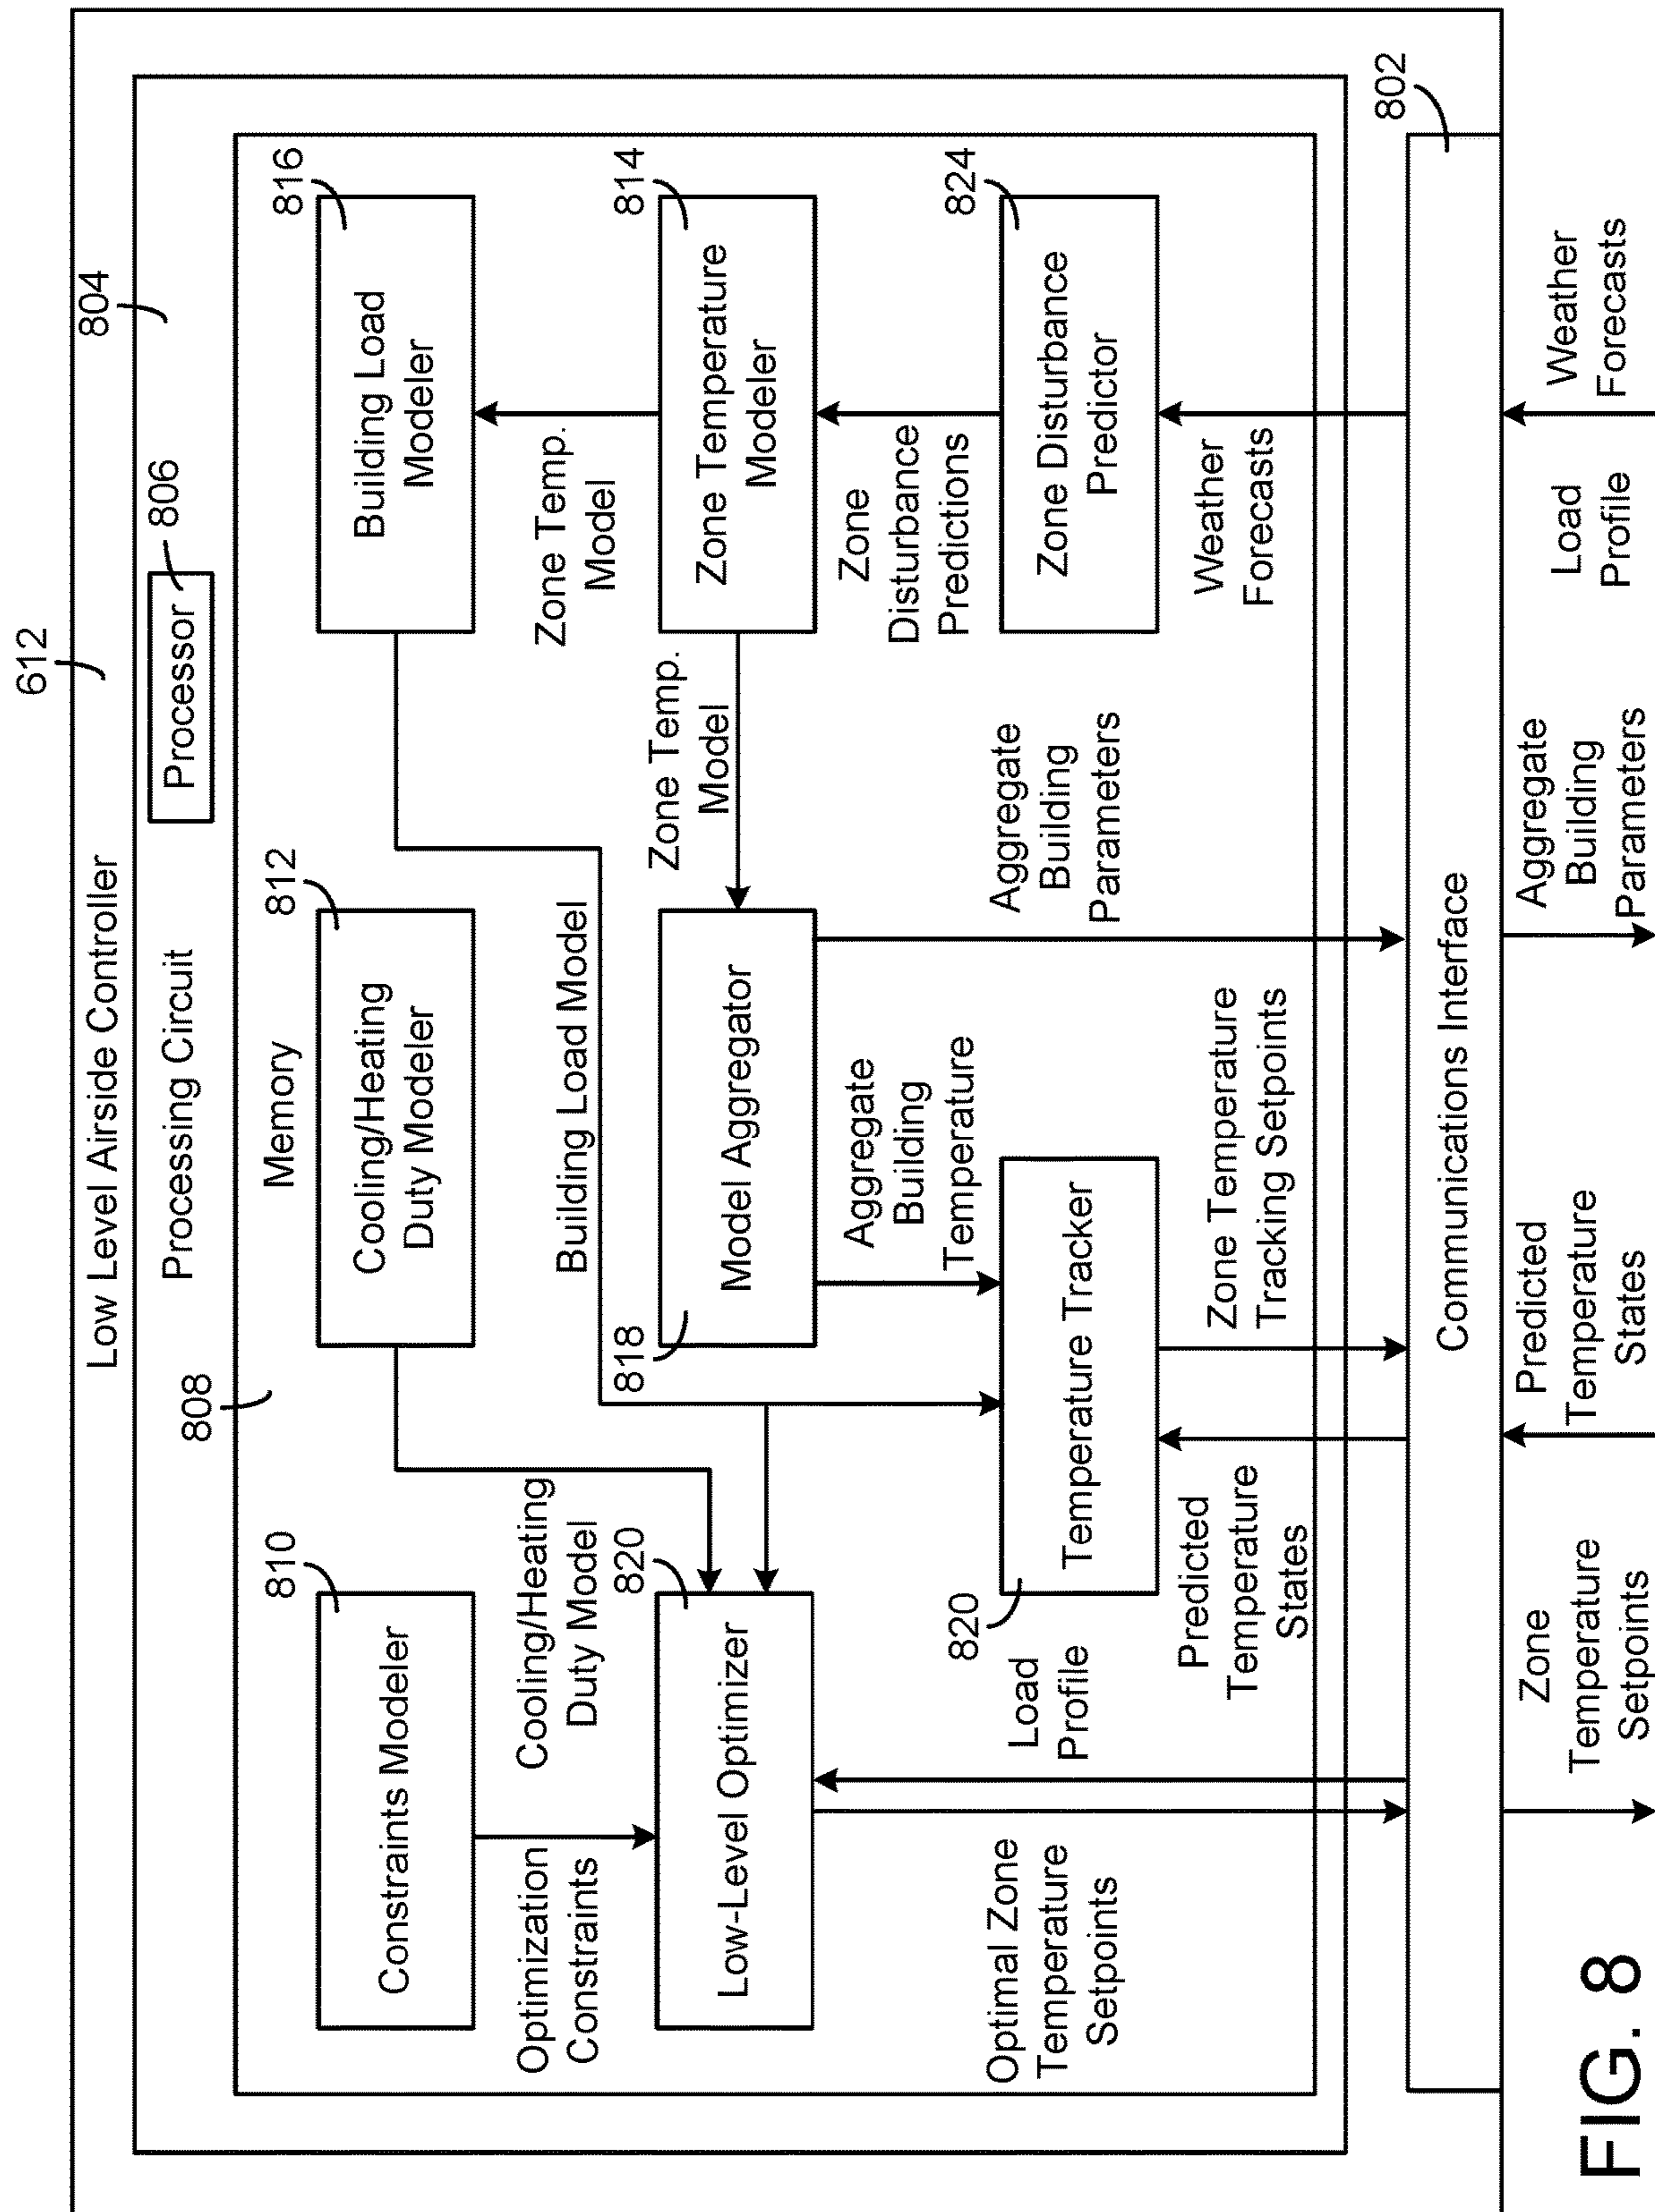 612
Low Level Airside Controller
804
Processing Circuit
Processor
806
808
Memory
810
Constraints Modeler
812
Cooling/Heating
Duty Modeler
816
Building Load
Modeler
Optimization
Constraints
Cooling/Heating
Duty Model
Building Load Model
Zone Temp.
Model
820
Low-Level Optimizer
818
Model Aggregator
Zone Temp.
Model
814
Zone Temperature
Modeler
Aggregate
Building
Temperature
Aggregate
Building
Parameters
Zone
Disturbance
Predictions
Optimal Zone
Temperature
Setpoints
Load
Profile
820
Temperature Tracker
824
Zone Disturbance
Predictor
Predicted
Temperature
States
Zone Temperature
Tracking Setpoints
Weather
Forecasts
Communications Interface
802
Zone
Temperature
Setpoints
Predicted
Temperature
States
Aggregate
Building
Parameters
Load
Profile
Weather
Forecasts
FIG. 8